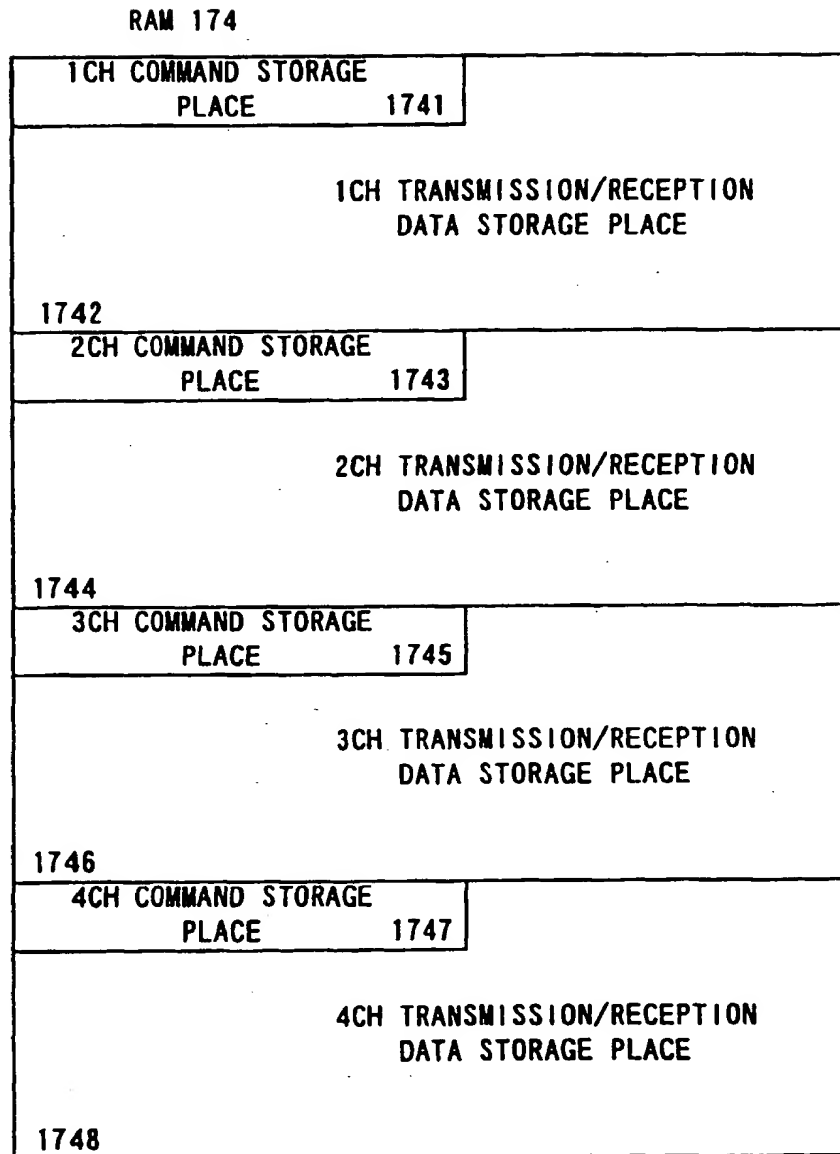 RAM 174
1CH COMMAND STORAGE
PLACE 1741
1CH TRANSMISSION/RECEPTION
DATA STORAGE PLACE
1742
2CH COMMAND STORAGE
PLACE 1743
2CH TRANSMISSION/RECEPTION
DATA STORAGE PLACE
1744
3CH COMMAND STORAGE
PLACE 1745
3CH TRANSMISSION/RECEPTION
DATA STORAGE PLACE
1746
4CH COMMAND STORAGE
PLACE 1747
4CH TRANSMISSION/RECEPTION
DATA STORAGE PLACE
1748